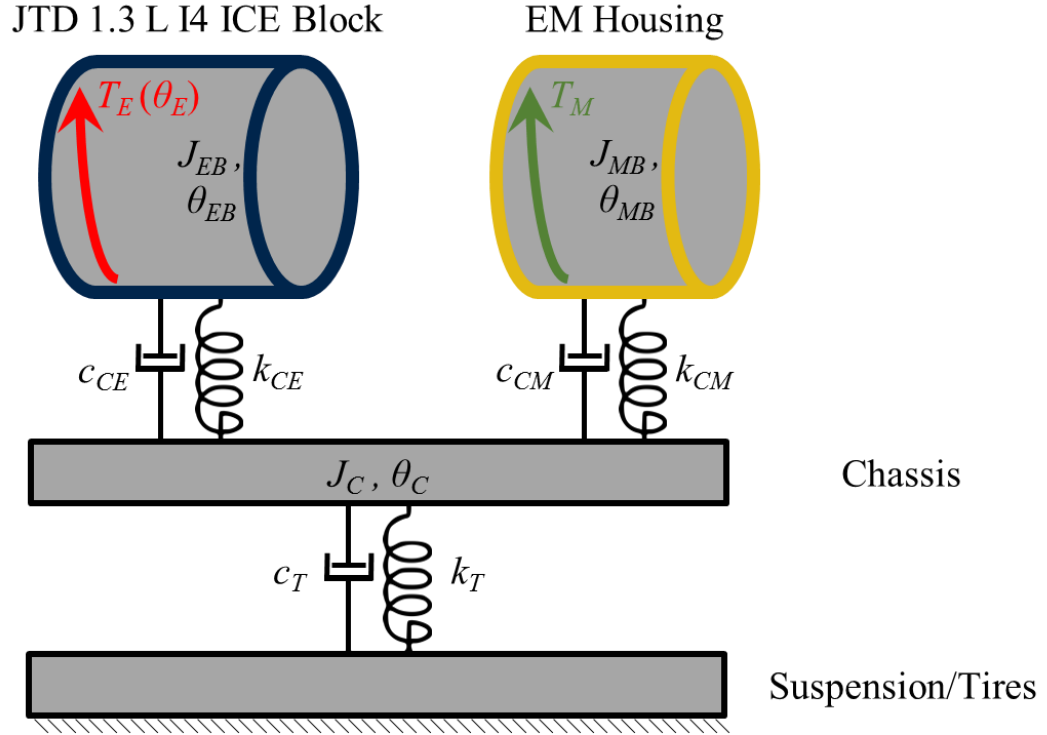 JTD 1.3 L I4 ICE Block
EM Housing
T_E(θ_E)
T_M
J_EB,
θ_EB
J_MB,
θ_MB
c_CE
k_CE
c_CM
k_CM
J_C, θ_C
Chassis
c_T
k_T
Suspension/Tires